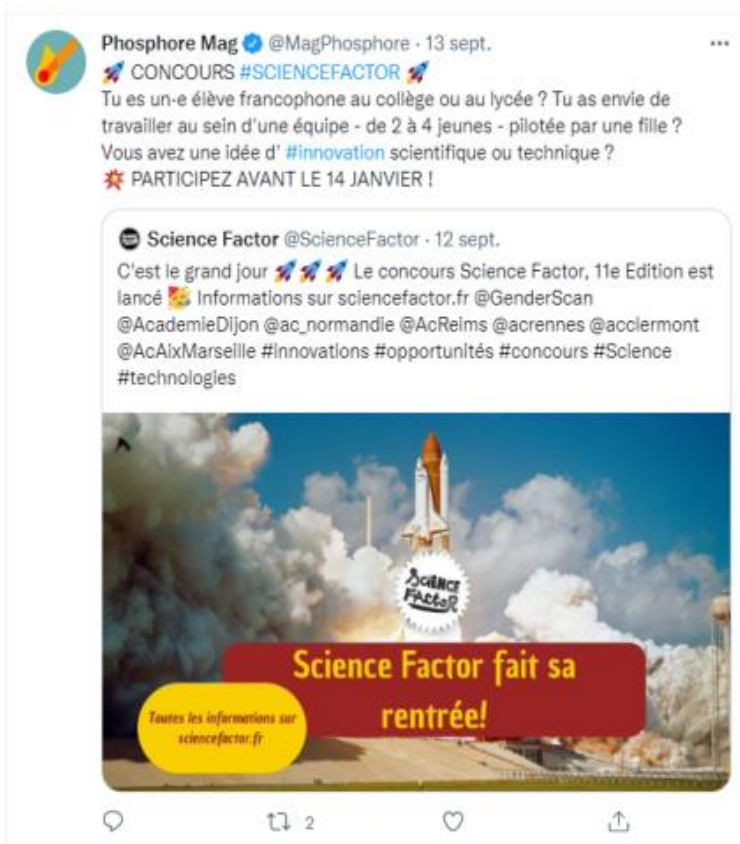 Phosphore Mag @MagPhosphore · 13 sept.
🚀 CONCOURS #SCIENCEFACTOR 🚀
Tu es un-e élève francophone au collège ou au lycée ? Tu as envie de
travailler au sein d'une équipe - de 2 à 4 jeunes - pilotée par une fille ?
Vous avez une idée d' #innovation scientifique ou technique ?
💥 PARTICIPEZ AVANT LE 14 JANVIER !
Science Factor @ScienceFactor · 12 sept.
C'est le grand jour 🚀 🚀 🚀 Le concours Science Factor, 11e Edition est
lancé 🥳 Informations sur sciencefactor.fr @GenderScan
@AcademieDijon @ac_normandie @AcReims @acrennes @acclermont
@AcAixMarseille #innovations #opportunités #concours #Science
#technologies
SCIENCE
FACTOR
Science Factor fait sa
rentrée!
Toutes les informations sur
sciencefactor.fr
2